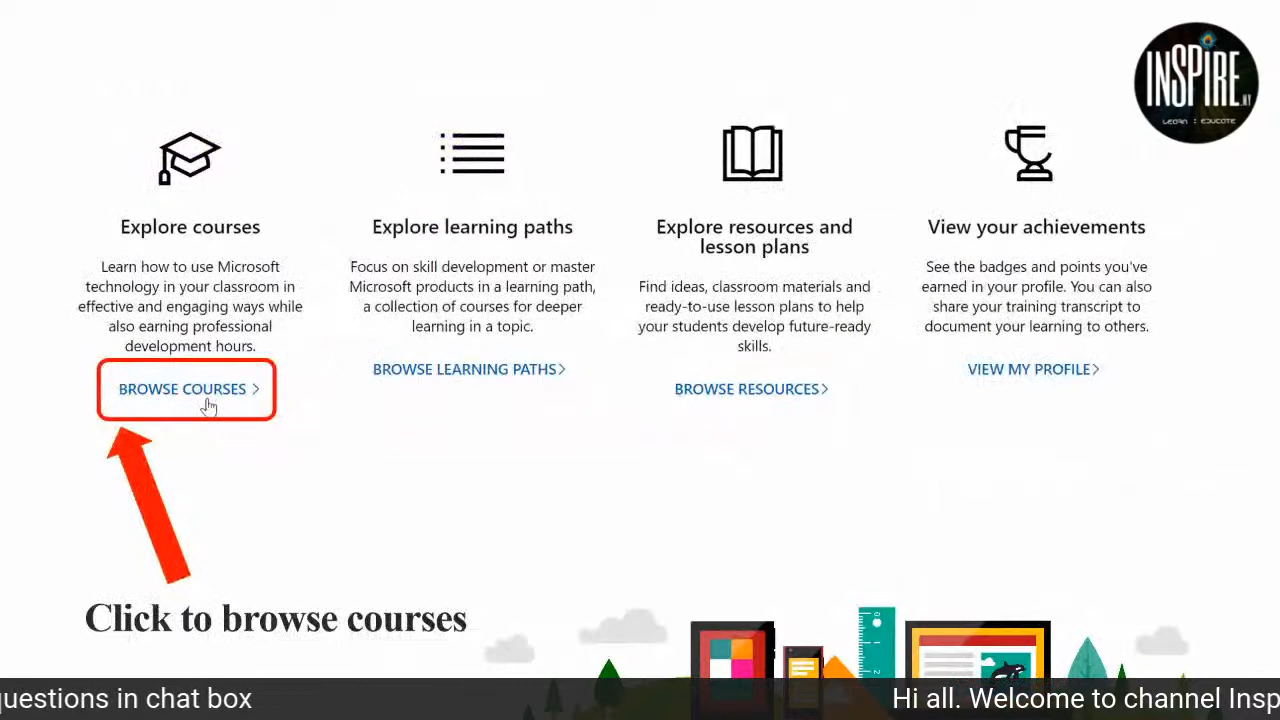 INSPIRE.MY
LEARN : EDUCATE
Explore courses
Learn how to use Microsoft
technology in your classroom in
effective and engaging ways while
also earning professional
development hours.
BROWSE COURSES
Explore learning paths
Focus on skill development or master
Microsoft products in a learning path,
a collection of courses for deeper
learning in a topic.
BROWSE LEARNING PATHS
Explore resources and
lesson plans
Find ideas, classroom materials and
ready-to-use lesson plans to help
your students develop future-ready
skills.
BROWSE RESOURCES
View your achievements
See the badges and points you've
earned in your profile. You can also
share your training transcript to
document your learning to others.
VIEW MY PROFILE
Click to browse courses
0
1
2
questions in chat box
Hi all. Welcome to channel Insp